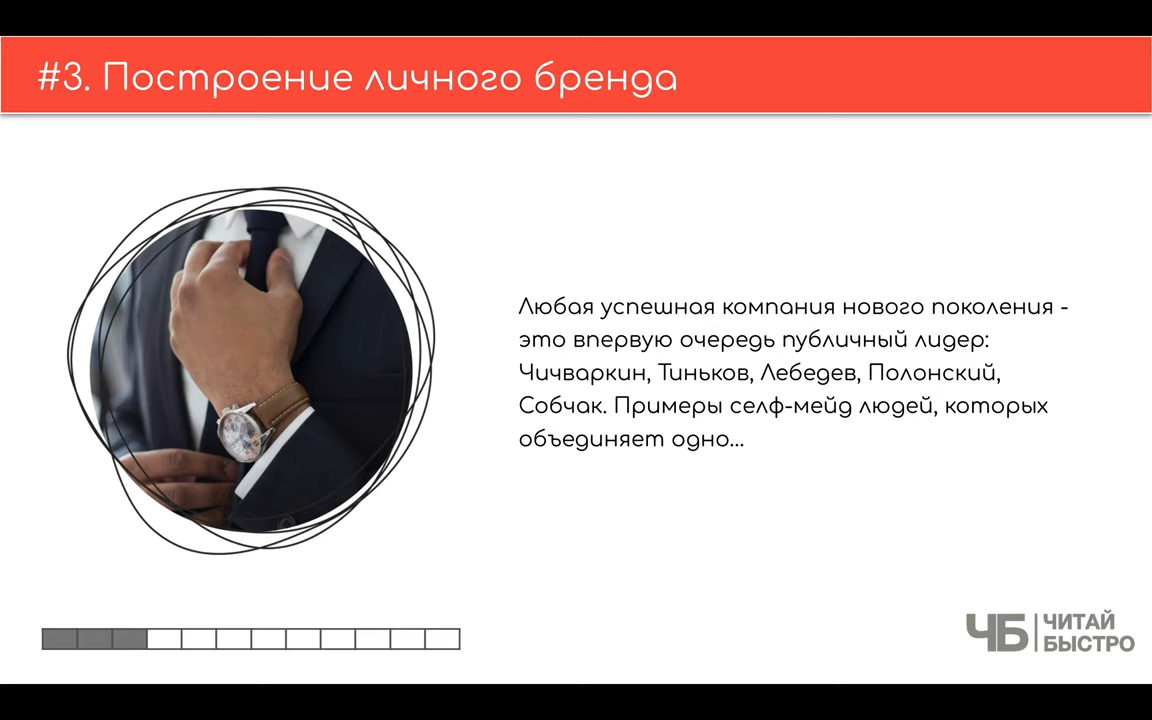 #3. Построение личного бренда
Любая успешная компания нового поколения -
это впервую очередь публичный лидер:
Чичваркин, Тиньков, Лебедев, Полонский,
Собчак. Примеры селф-мейд людей, которых
объединяет одно...
ЧБ | ЧИТАЙ
БЫСТРО